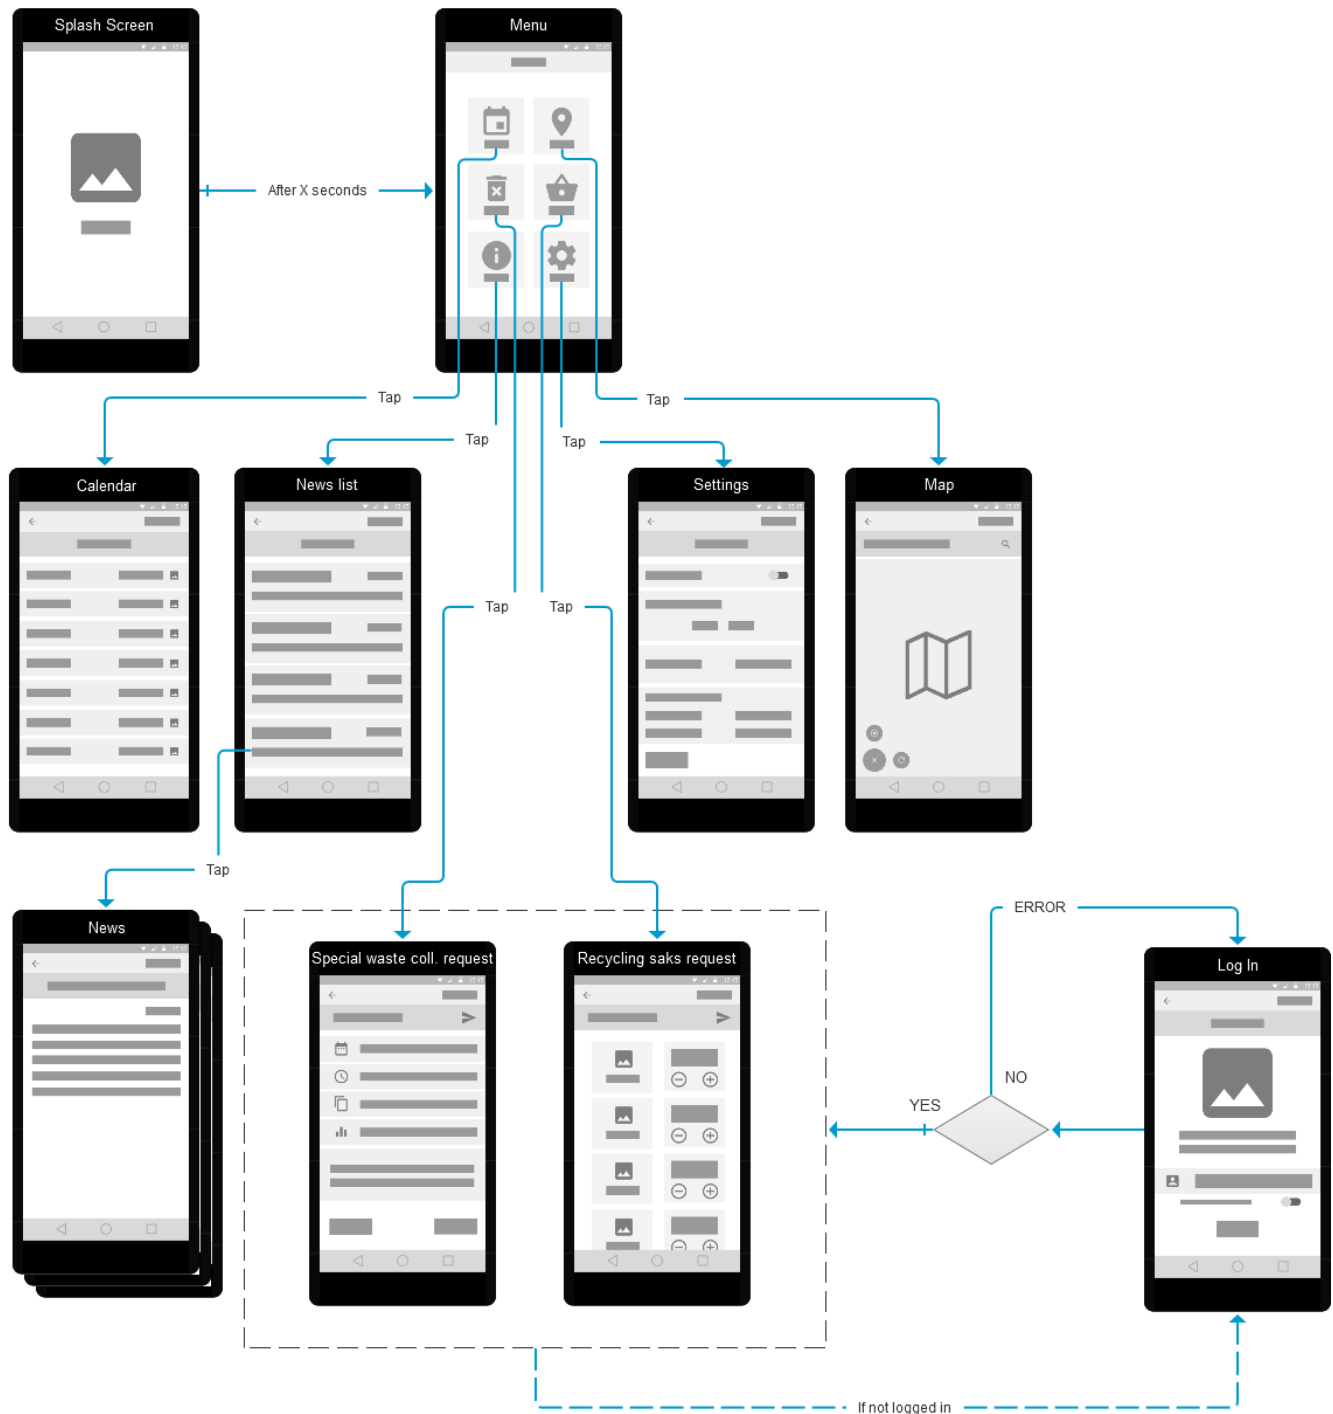 Splash Screen
Menu
After X seconds
Tap
Tap
Tap
Tap
Calendar
News list
Settings
Map
Tap
Tap
Tap
News
ERROR
Special waste coll. request
Recycling saks request
Log In
NO
YES
If not logged in